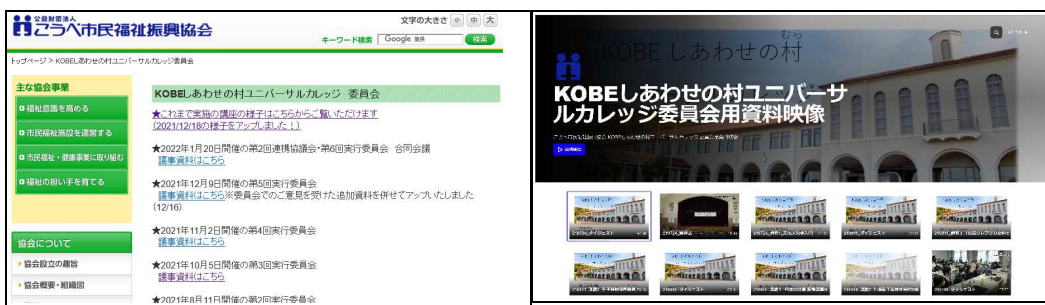 公益財団法人
こうべ市民福祉振興協会
文字の大きさ 小 中 大
キーワード検索 Google 提供 検索
トップページ > KOBEしあわせの村ユニバーサルカレッジ委員会
主な協会事業
福祉意識を高める
市民福祉施設を運営する
市民福祉・健康事業に取り組む
福祉の担い手を育てる
協会について
協会設立の趣旨
協会概要・組織図
KOBEしあわせの村ユニバーサルカレッジ 委員会
★これまで実施の講座の様子はこちらからご覧いただけます
(2021/12/18の様子をアップしました!)
★2022年1月20日開催の第2回連携協議会・第6回実行委員会 合同会議
議事資料はこちら
★2021年12月9日開催の第5回実行委員会
議事資料はこちら※委員会でのご意見を受けた追加資料を併せてアップいたしました
(12/16)
★2021年11月2日開催の第4回実行委員会
議事資料はこちら
★2021年10月5日開催の第3回実行委員会
議事資料はこちら
★2021年8月11日開催の第2回実行委員会
むら
KOBE しあわせの村
KOBEしあわせの村ユニバーサ
ルカレッジ委員会用資料映像